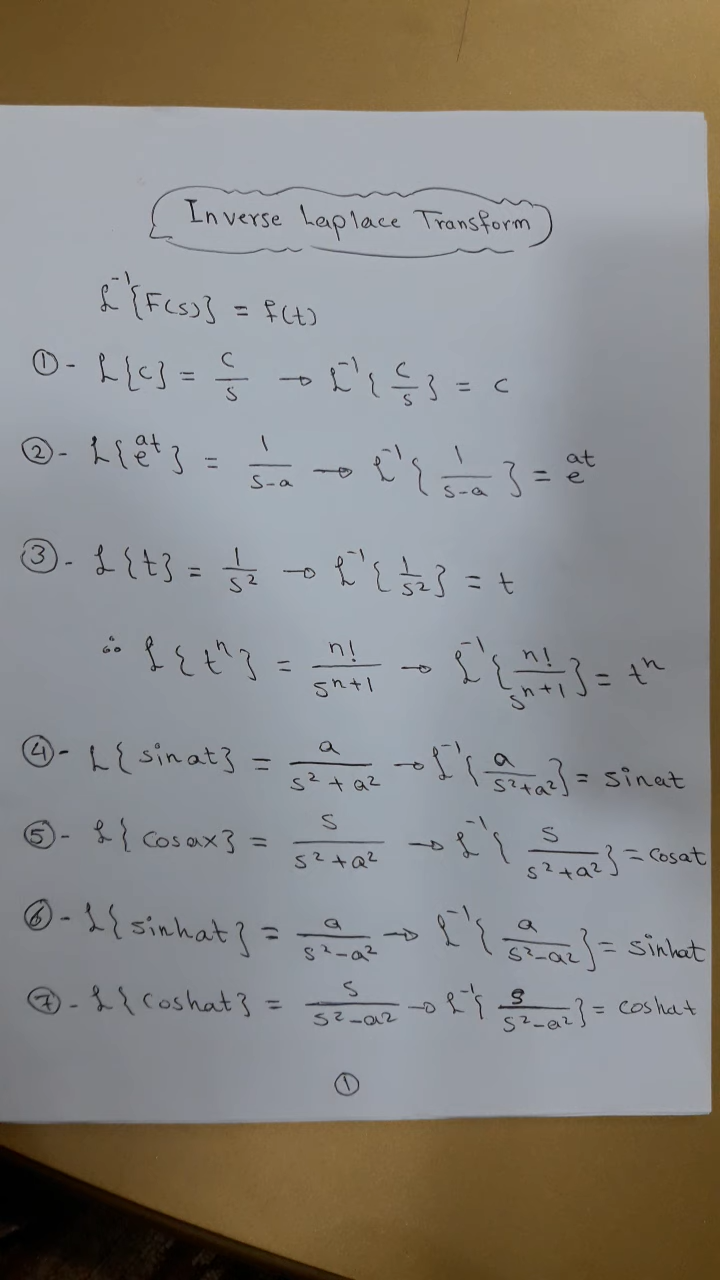 Inverse Laplace Transform
ℒ⁻¹{F(s)} = f(t)
① - ℒ{c} = c/s → ℒ⁻¹{c/s} = c
② - ℒ{e^at} = 1/(s-a) → ℒ⁻¹{1/(s-a)} = e^at
③ - ℒ{t} = 1/s² → ℒ⁻¹{1/s²} = t
∴ ℒ{tⁿ} = n!/s^(n+1) → ℒ⁻¹{n!/s^(n+1)} = tⁿ
④ - ℒ{sinat} = a/(s²+a²) → ℒ⁻¹{a/(s²+a²)} = sinat
⑤ - ℒ{cosax} = s/(s²+a²) → ℒ⁻¹{s/(s²+a²)} = cosat
⑥ - ℒ{sinhat} = a/(s²-a²) → ℒ⁻¹{a/(s²-a²)} = sinhat
⑦ - ℒ{coshat} = s/(s²-a²) → ℒ⁻¹{s/(s²-a²)} = coshat
①